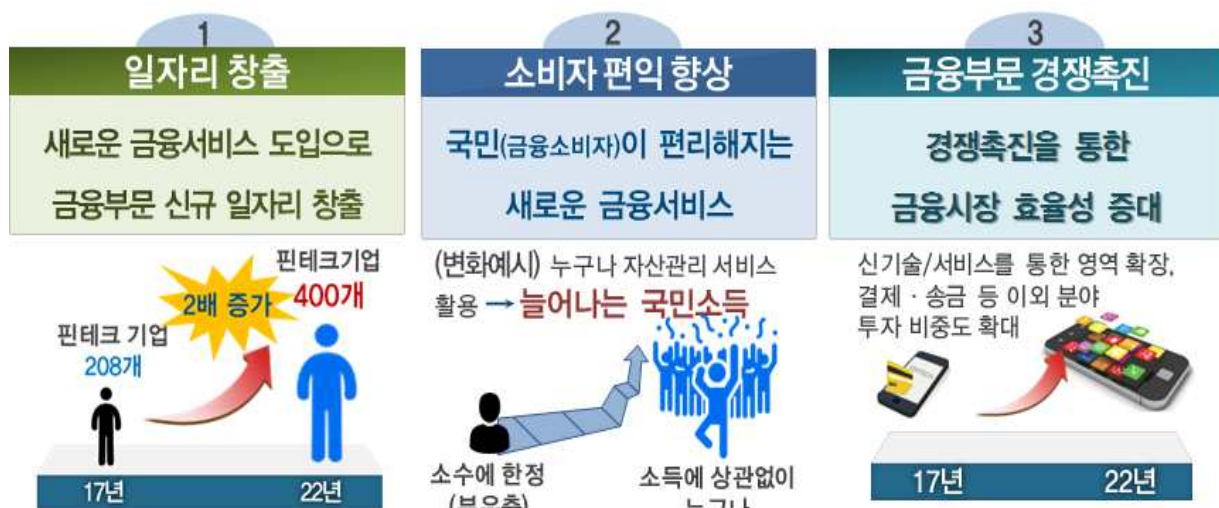 1
일자리 창출
새로운 금융서비스 도입으로
금융부문 신규 일자리 창출
핀테크기업
400개
2배 증가
핀테크 기업
208개
17년
22년
2
소비자 편익 향상
국민(금융소비자)이 편리해지는
새로운 금융서비스
(변화예시) 누구나 자산관리 서비스
활용 → 늘어나는 국민소득
소수에 한정
(부유층)
소득에 상관없이
누구나
3
금융부문 경쟁촉진
경쟁촉진을 통한
금융시장 효율성 증대
신기술/서비스를 통한 영역 확장,
결제 · 송금 등 이외 분야
투자 비중도 확대
17년
22년